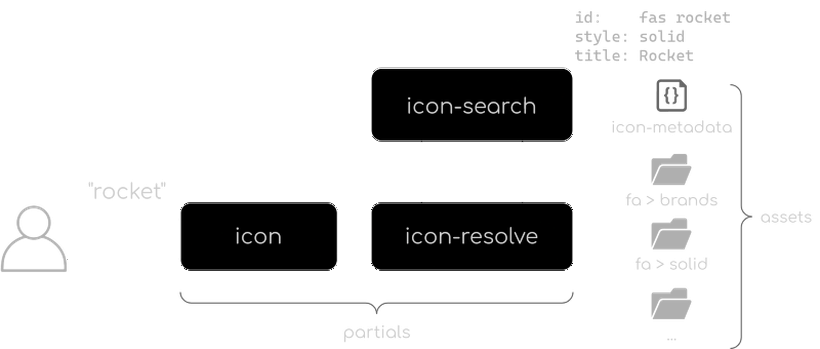 id:    fas rocket
style: solid
title: Rocket
icon-search
{}
icon-metadata
"rocket"
fa > brands
icon
icon-resolve
assets
fa > solid
partials
...